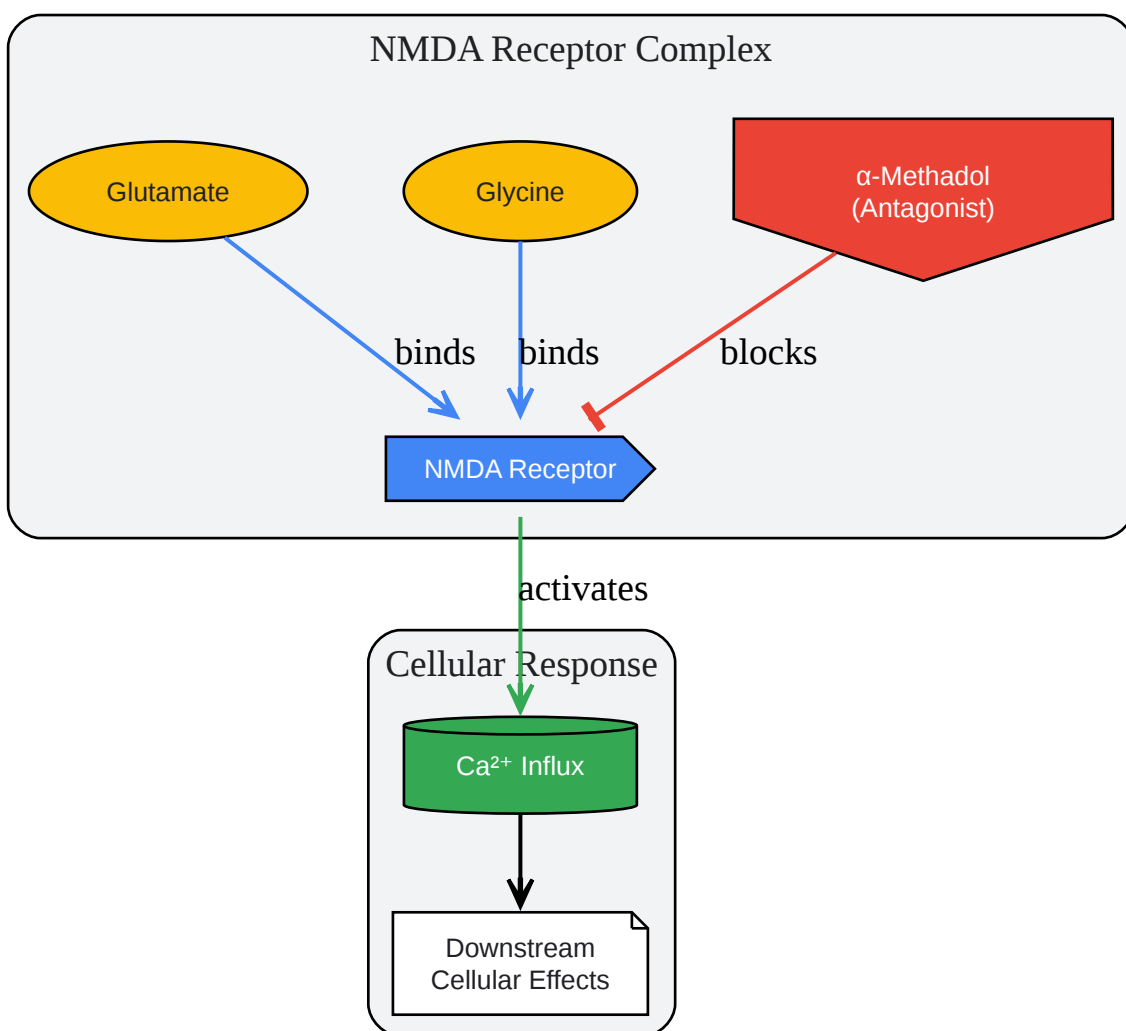 NMDA Receptor Complex
Glutamate
Glycine
α-Methadol
(Antagonist)
binds
binds
blocks
NMDA Receptor
activates
Cellular Response
Ca²⁺ Influx
Downstream
Cellular Effects